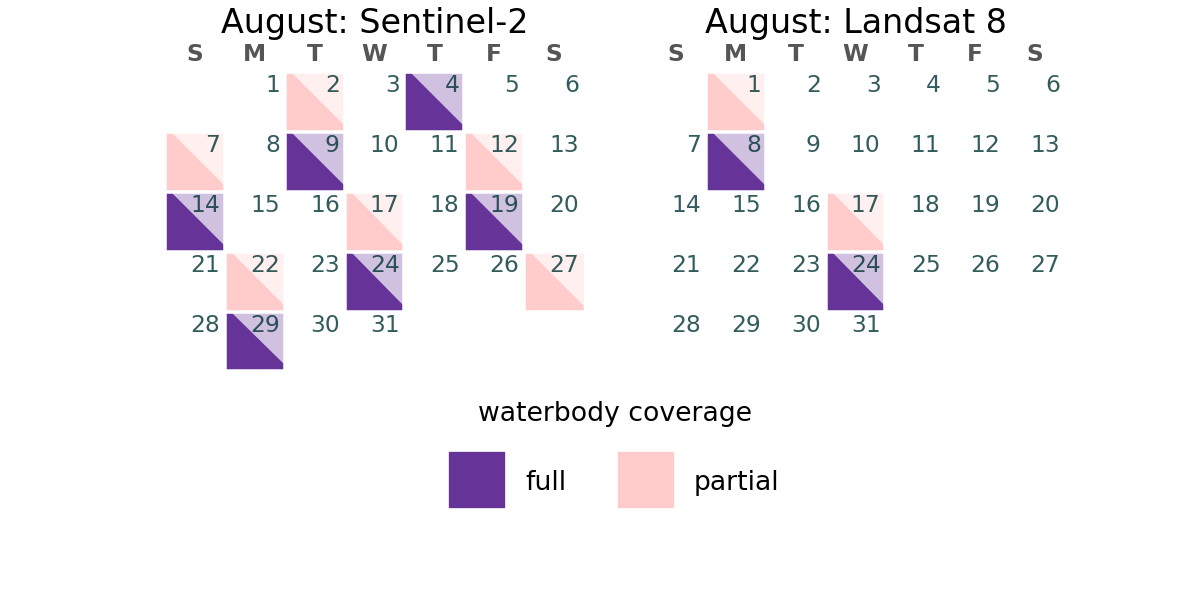 August: Sentinel-2
S M T W T F S
1 2 3 4 5 6
7 8 9 10 11 12 13
14 15 16 17 18 19 20
21 22 23 24 25 26 27
28 29 30 31
August: Landsat 8
S M T W T F S
1 2 3 4 5 6
7 8 9 10 11 12 13
14 15 16 17 18 19 20
21 22 23 24 25 26 27
28 29 30 31
waterbody coverage
full partial